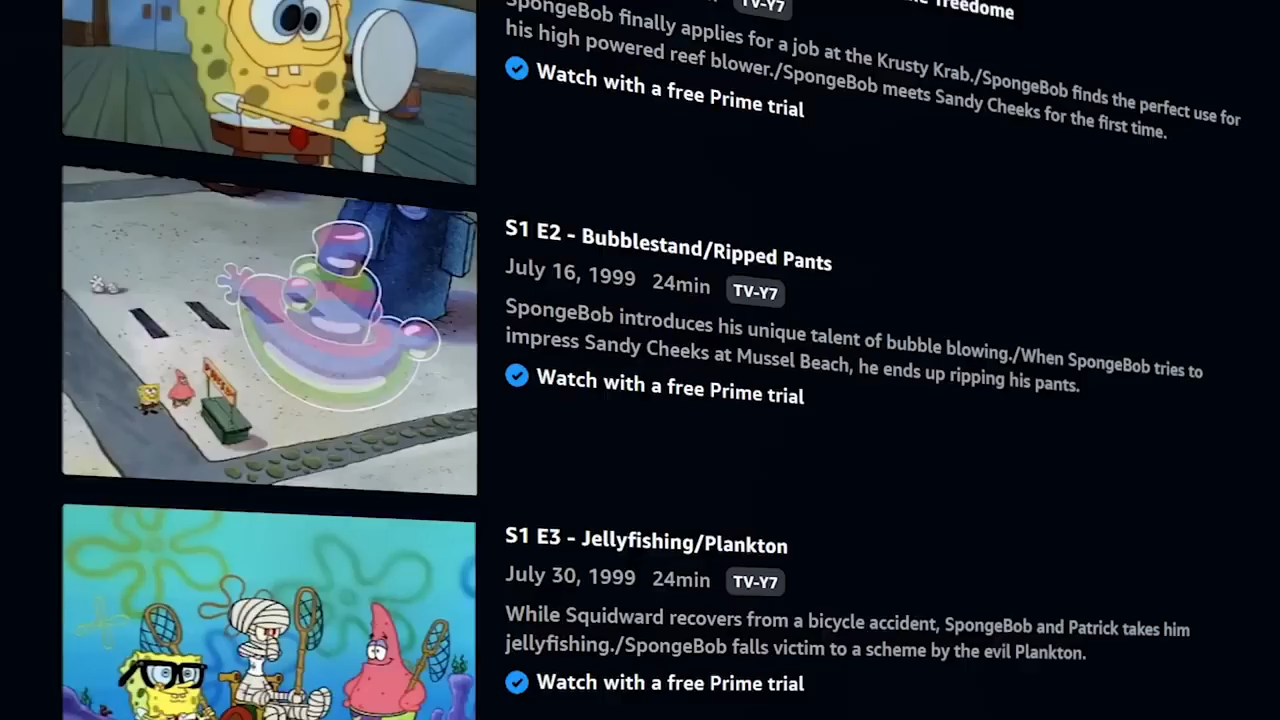 Treedome
TV-Y7
SpongeBob finally applies for a job at the Krusty Krab./SpongeBob finds the perfect use for
his high powered reef blower./SpongeBob meets Sandy Cheeks for the first time.
Watch with a free Prime trial
S1 E2 - Bubblestand/Ripped Pants
July 16, 1999 24min TV-Y7
SpongeBob introduces his unique talent of bubble blowing./When SpongeBob tries to
impress Sandy Cheeks at Mussel Beach, he ends up ripping his pants.
Watch with a free Prime trial
S1 E3 - Jellyfishing/Plankton
July 30, 1999 24min TV-Y7
While Squidward recovers from a bicycle accident, SpongeBob and Patrick takes him
jellyfishing./SpongeBob falls victim to a scheme by the evil Plankton.
Watch with a free Prime trial